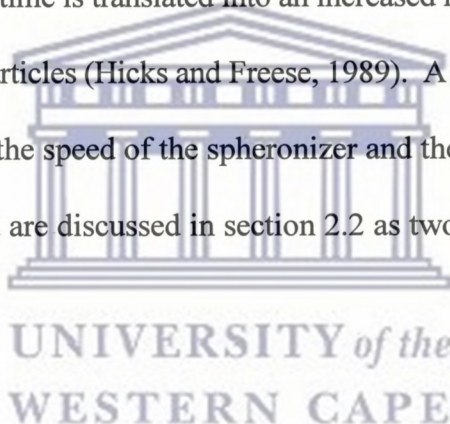 time is translated into an increased
rticles (Hicks and Freese, 1989). A
the speed of the spheronizer and the
are discussed in section 2.2 as two
UNIVERSITY of the
WESTERN CAPE